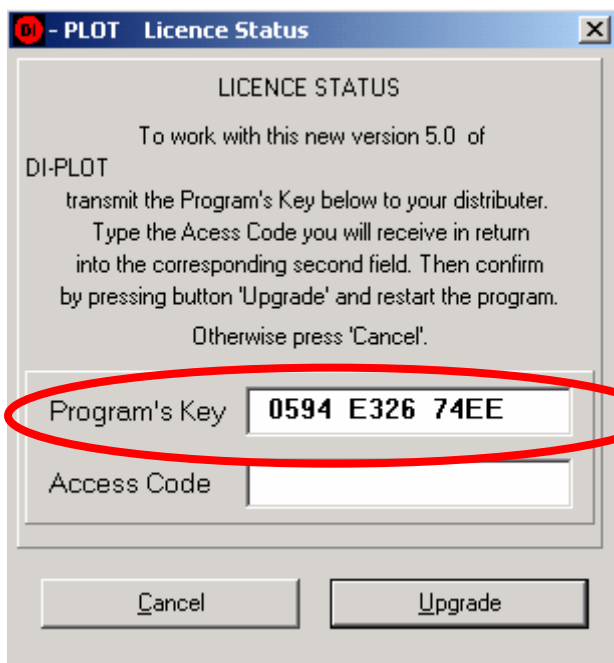 DI - PLOT Licence Status
LICENCE STATUS
To work with this new version 5.0 of
DI-PLOT
transmit the Program's Key below to your distributer.
Type the Acess Code you will receive in return
into the corresponding second field. Then confirm
by pressing button 'Upgrade' and restart the program.
Otherwise press 'Cancel'.
Program's Key 0594 E326 74EE
Access Code
Cancel Upgrade